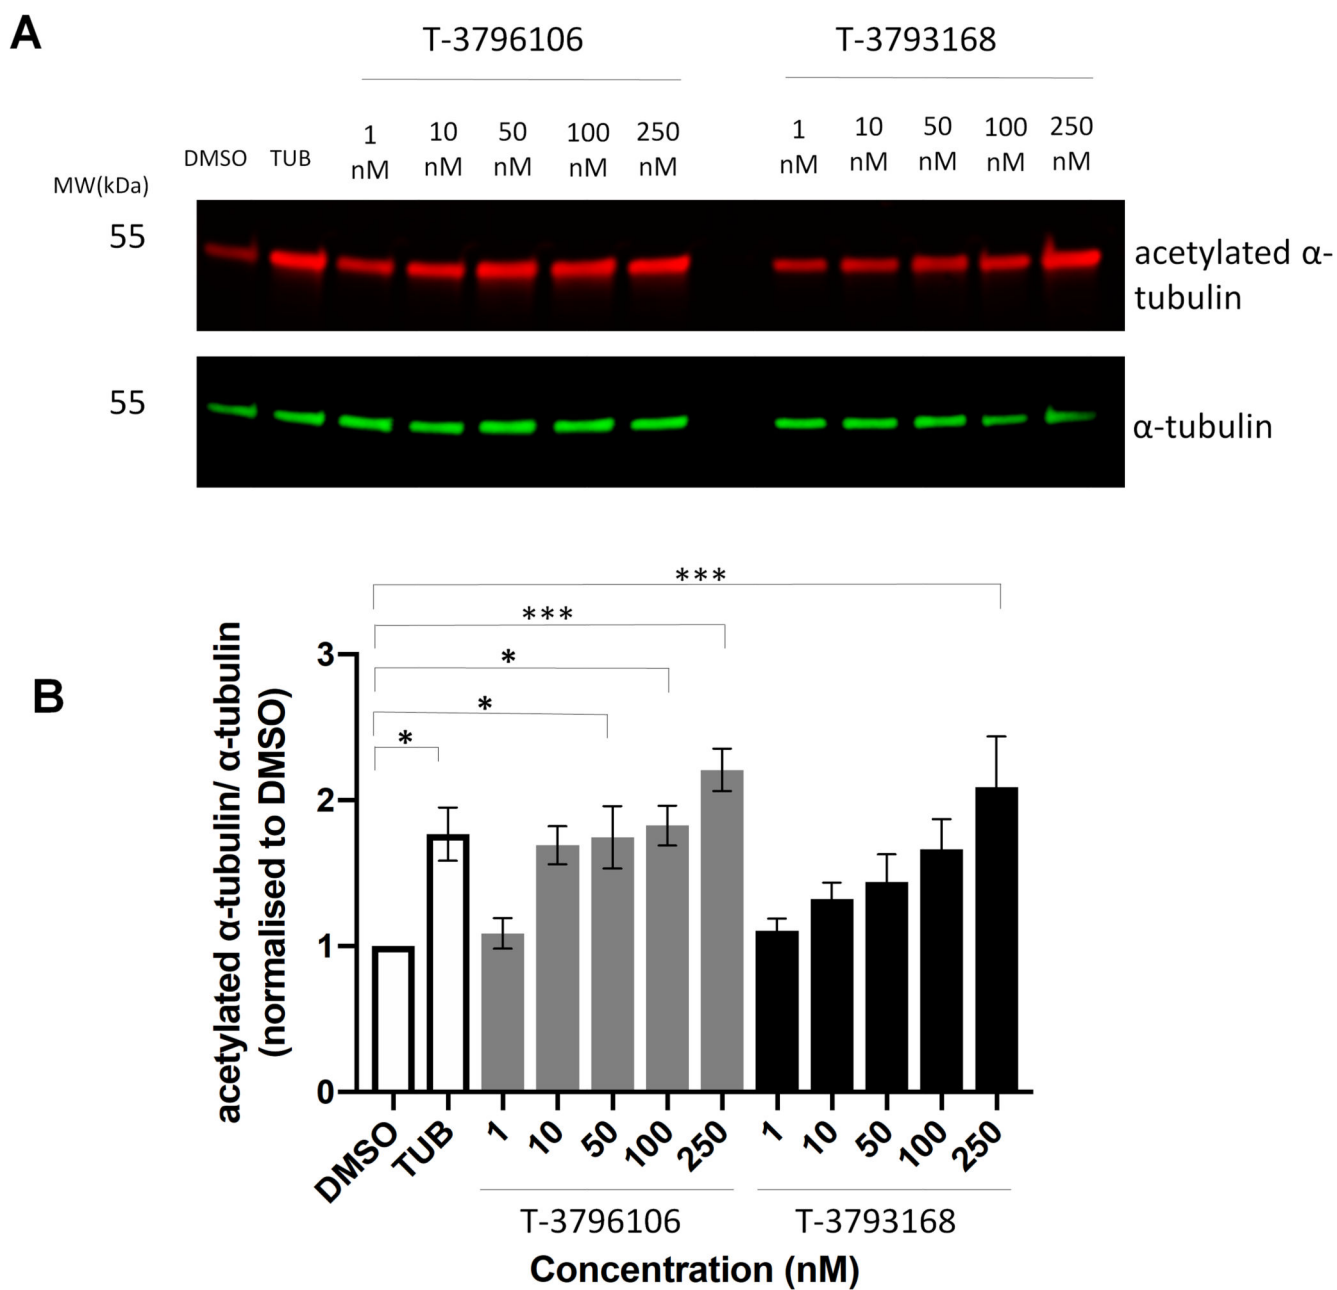 A
T-3796106 T-3793168
1 10 50 100 250 1 10 50 100 250
DMSO TUB nM nM nM nM nM nM nM nM nM nM
MW(kDa)
55
acetylated α-
tubulin
55
α-tubulin
B
***
***
*
*
*
acetylated α-tubulin/ α-tubulin
(normalised to DMSO)
3
2
1
0
DMSO TUB 1 10 50 100 250 1 10 50 100 250
T-3796106 T-3793168
Concentration (nM)